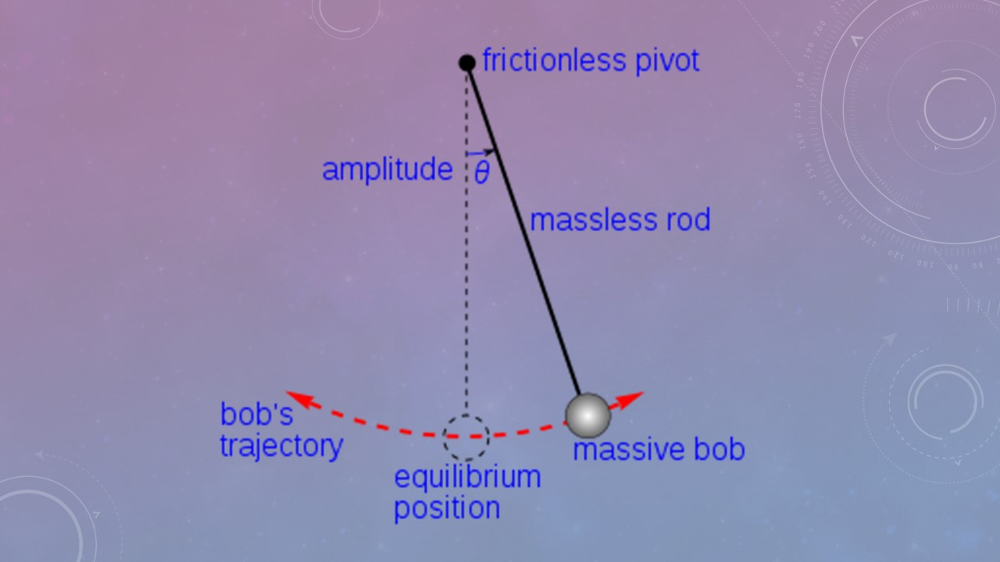 frictionless pivot
amplitude
θ
massless rod
bob's
trajectory
massive bob
equilibrium
position